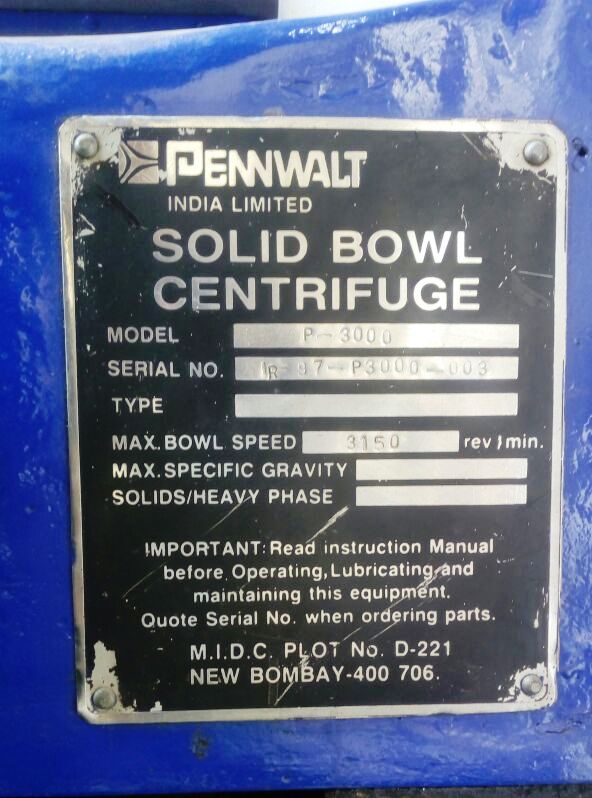 PENNWALT
INDIA LIMITED
SOLID BOWL
CENTRIFUGE
MODEL P-3000
SERIAL NO. R-97-P3000-003
TYPE
MAX. BOWL SPEED 3150 rev/min.
MAX. SPECIFIC GRAVITY
SOLIDS/HEAVY PHASE
IMPORTANT: Read instruction Manual
before Operating, Lubricating and
maintaining this equipment.
Quote Serial No. when ordering parts.
M.I.D.C. PLOT No. D-221
NEW BOMBAY-400 706.